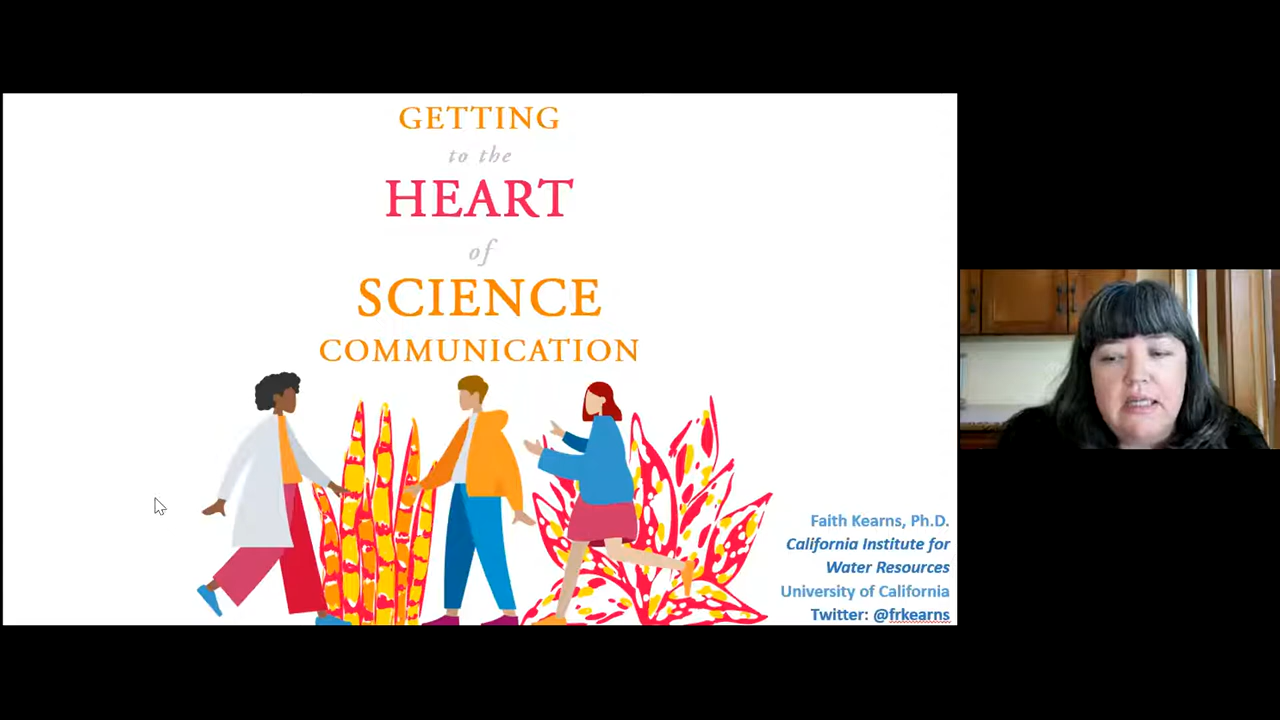 GETTING
to the
HEART
of
SCIENCE
COMMUNICATION
Faith Kearns, Ph.D.
California Institute for
Water Resources
University of California
Twitter: @frkearns